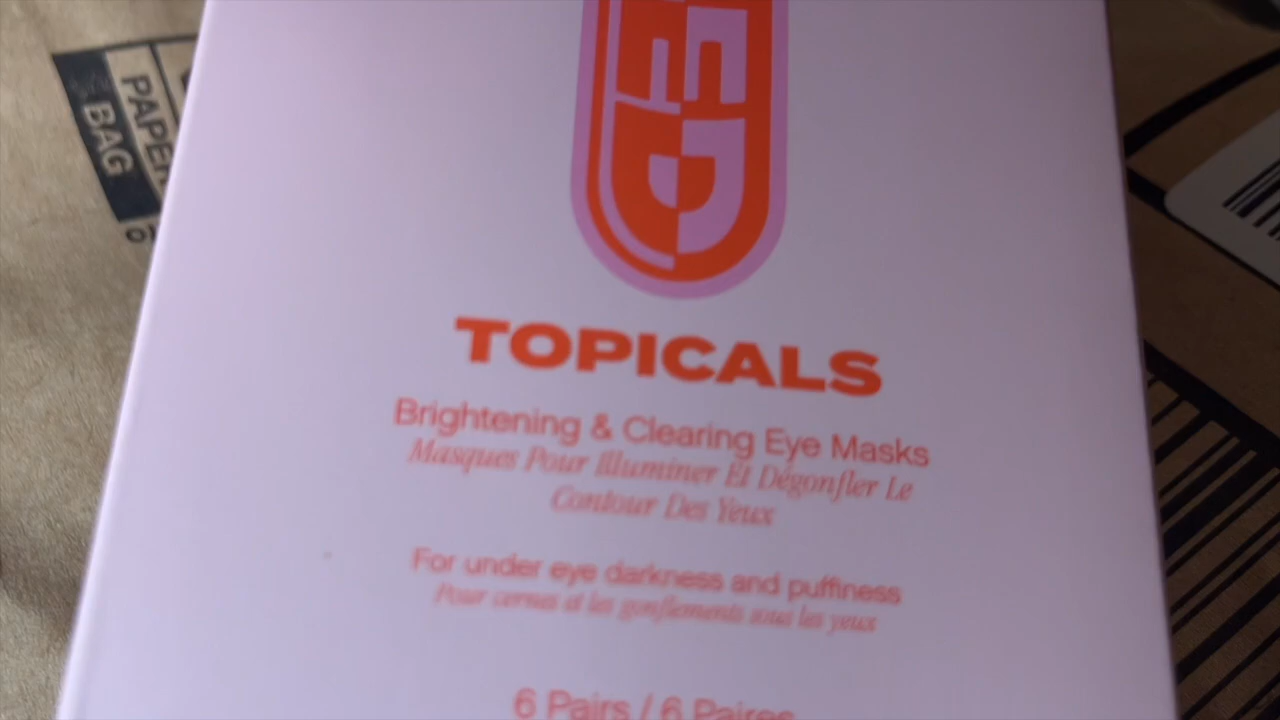 PAPER
BAG
ED
TOPICALS
Brightening & Clearing Eye Masks
Masques Pour Illuminer Et Dégonfler Le
Contour Des Yeux
For under eye darkness and puffiness
Pour cernes et les gonflements sous les yeux
6 Pairs / 6 Paires